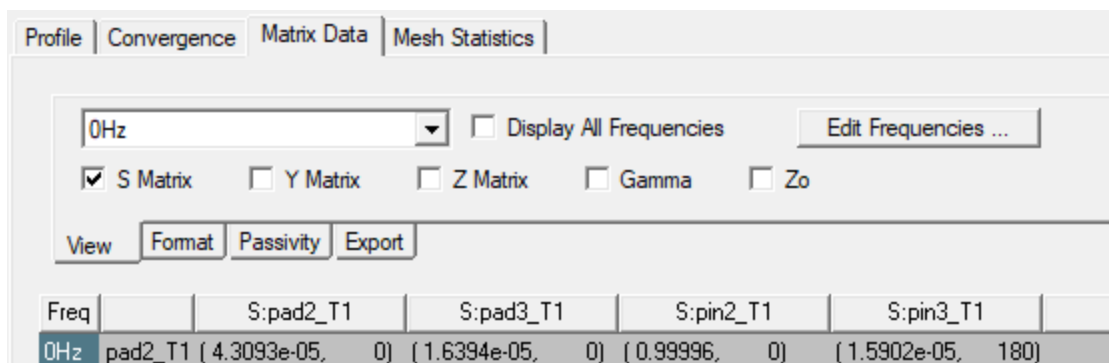 Profile Convergence Matrix Data Mesh Statistics
0Hz Display All Frequencies Edit Frequencies ...
S Matrix Y Matrix Z Matrix Gamma Zo
View Format Passivity Export
Freq S:pad2_T1 S:pad3_T1 S:pin2_T1 S:pin3_T1
0Hz pad2_T1 ( 4.3093e-05, 0) ( 1.6394e-05, 0) ( 0.99996, 0) ( 1.5902e-05, 180)